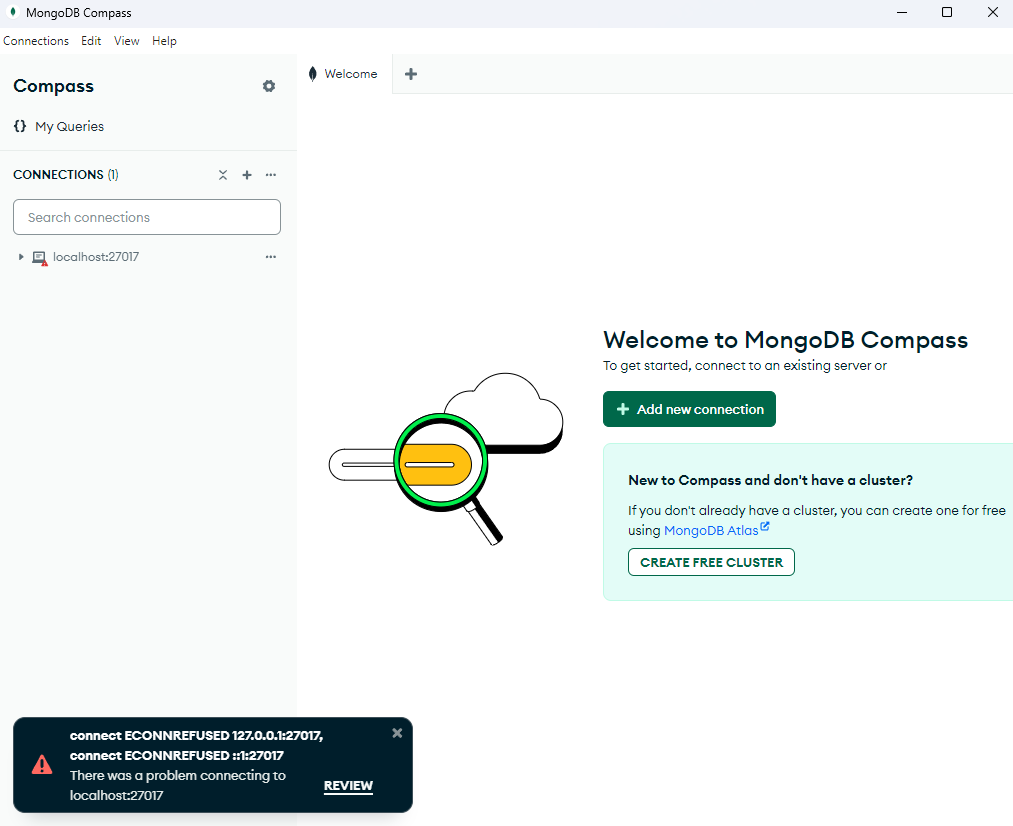 MongoDB Compass
Connections Edit View Help
Compass
{} My Queries
CONNECTIONS (1)
Search connections
localhost:27017
Welcome
Welcome to MongoDB Compass
To get started, connect to an existing server or
Add new connection
New to Compass and don't have a cluster?
If you don't already have a cluster, you can create one for free
using MongoDB Atlas
CREATE FREE CLUSTER
connect ECONNREFUSED 127.0.0.1:27017,
connect ECONNREFUSED ::1:27017
There was a problem connecting to
localhost:27017
REVIEW